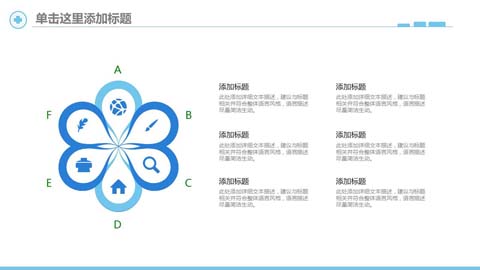 单击这里添加标题
A
B
C
D
E
F
添加标题
此处添加详细文本描述，建议与标题
相关并符合整体语言风格，语言描述
尽量简洁生动。
添加标题
此处添加详细文本描述，建议与标题
相关并符合整体语言风格，语言描述
尽量简洁生动。
添加标题
此处添加详细文本描述，建议与标题
相关并符合整体语言风格，语言描述
尽量简洁生动。
添加标题
此处添加详细文本描述，建议与标题
相关并符合整体语言风格，语言描述
尽量简洁生动。
添加标题
此处添加详细文本描述，建议与标题
相关并符合整体语言风格，语言描述
尽量简洁生动。
添加标题
此处添加详细文本描述，建议与标题
相关并符合整体语言风格，语言描述
尽量简洁生动。